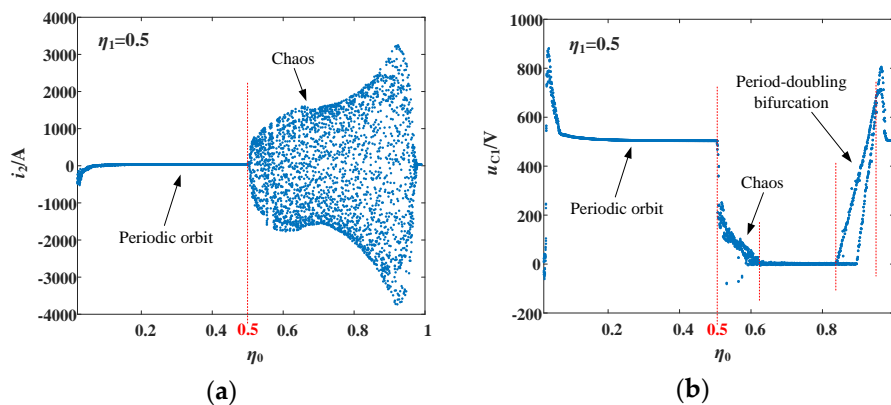 4000
3000
2000
1000
0
-1000
-2000
-3000
-4000
i₂/A
η₁=0.5
Chaos
Periodic orbit
0.2
0.4
0.5
0.6
0.8
1
η₀
(a)
1000
800
600
400
200
0
-200
u_C1/V
η₁=0.5
Period-doubling
bifurcation
Periodic orbit
Chaos
0.2
0.4
0.5
0.6
0.8
η₀
(b)